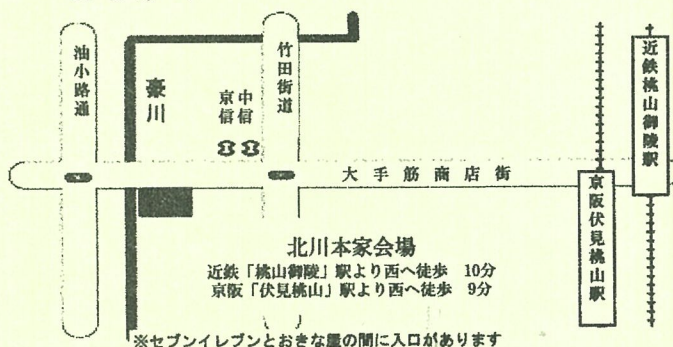 油小路通
豪川
京信
中信
竹田街道
近鉄桃山御陵駅
大手筋商店街
京阪伏見桃山駅
北川本家会場
近鉄「桃山御陵」駅より西へ徒歩 10分
京阪「伏見桃山」駅より西へ徒歩 9分
※セブンイレブンとおきな屋の間に入口があります